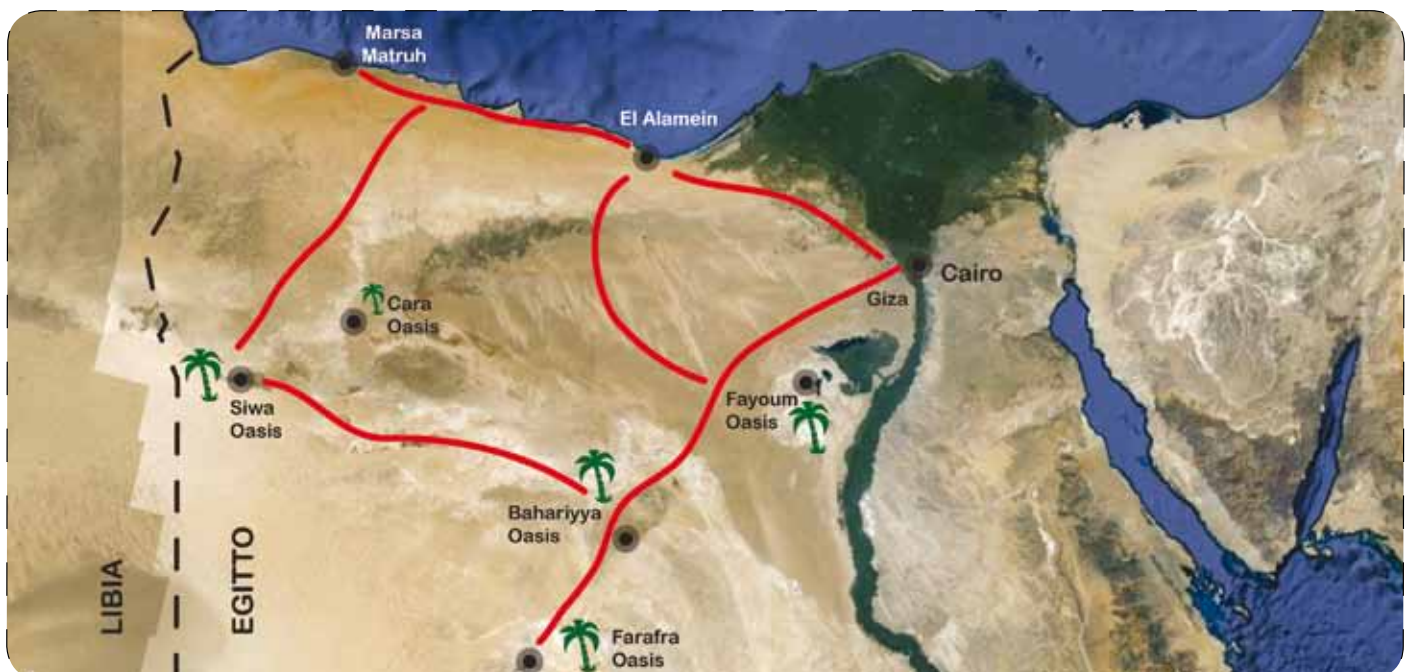 Marsa
Matruh
El Alamein
Cairo
Giza
Cara
Oasis
Siwa
Oasis
Fayoum
Oasis
Bahariyya
Oasis
Farafra
Oasis
LIBIA
EGITTO